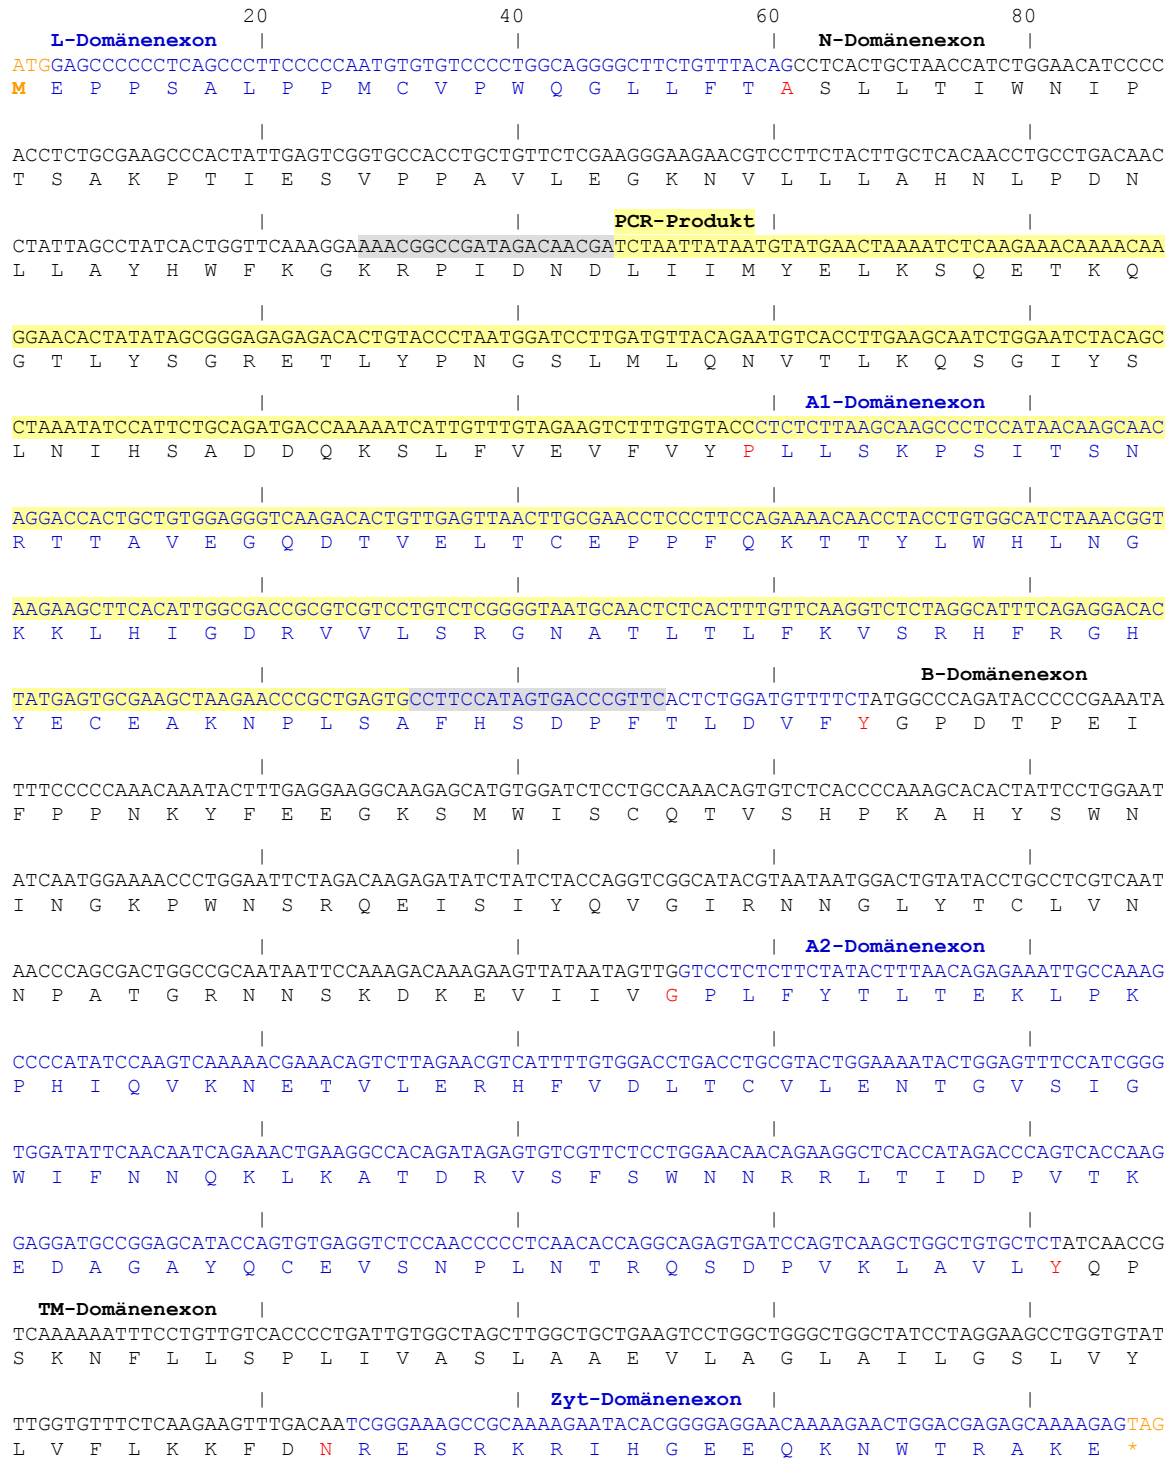 20 40 60 80
L-Domänenexon | | | N-Domänenexon |
ATGGAGCCCCCCTCAGCCCTTCCCCCAATGTGTGTCCCCTGGCAGGGGCTTCTGTTTACAGCCTCACTGCTAACCATCTGGAACATCCCC
M E P P S A L P P M C V P W Q G L L F T A S L L T I W N I P
| | | |
ACCTCTGCGAAGCCCACTATTGAGTCGGTGCCACCTGCTGTTCTCGAAGGGAAGAACGTCCTTCTACTTGCTCACAACCTGCCTGACAAC
T S A K P T I E S V P P A V L E G K N V L L L A H N L P D N
| | PCR-Produkt | |
CTATTAGCCTATCACTGGTTCAAAGGAAAACGGCCGATAGACAACGATCTAATTATAATGTATGAACTAAAATCTCAAGAAACAAAACAA
L L A Y H W F K G K R P I D N D L I I M Y E L K S Q E T K Q
| | | |
GGAACACTATATAGCGGGAGAGAGACACTGTACCCTAATGGATCCTTGATGTTACAGAATGTCACCTTGAAGCAATCTGGAATCTACAGC
G T L Y S G R E T L Y P N G S L M L Q N V T L K Q S G I Y S
| | | A1-Domänenexon |
CTAAATATCCATTCTGCAGATGACCAAAAATCATTGTTTGTAGAAGTCTTTGTGTACCCTCTCTTAAGCAAGCCCTCCATAACAAGCAAC
L N I H S A D D Q K S L F V E V F V Y P L L S K P S I T S N
| | | |
AGGACCACTGCTGTGGAGGGTCAAGACACTGTTGAGTTAACTTGCGAACCTCCCTTCCAGAAAACAACCTACCTGTGGCATCTAAACGGT
R T T A V E G Q D T V E L T C E P P F Q K T T Y L W H L N G
| | | |
AAGAAGCTTCACATTGGCGACCGCGTCGTCCTGTCTCGGGGTAATGCAACTCTCACTTTGTTCAAGGTCTCTAGGCATTTCAGAGGACAC
K K L H I G D R V V L S R G N A T L T L F K V S R H F R G H
| | | B-Domänenexon
TATGAGTGCGAAGCTAAGAACCCGCTGAGTGCCTTCCATAGTGACCCGTTCACTCTGGATGTTTTCTATGGCCCAGATACCCCCGAAATA
Y E C E A K N P L S A F H S D P F T L D V F Y G P D T P E I
| | | |
TTTCCCCCAAACAAATACTTTGAGGAAGGCAAGAGCATGTGGATCTCCTGCCAAACAGTGTCTCACCCCAAAGCACACTATTCCTGGAAT
F P P N K Y F E E G K S M W I S C Q T V S H P K A H Y S W N
| | | |
ATCAATGGAAAACCCTGGAATTCTAGACAAGAGATATCTATCTACCAGGTCGGCATACGTAATAATGGACTGTATACCTGCCTCGTCAAT
I N G K P W N S R Q E I S I Y Q V G I R N N G L Y T C L V N
| | | A2-Domänenexon |
AACCCAGCGACTGGCCGCAATAATTCCAAAGACAAAGAAGTTATAATAGTTGGTCCTCTCTTCTATACTTTAACAGAGAAATTGCCAAAG
N P A T G R N N S K D K E V I I V G P L F Y T L T E K L P K
| | | |
CCCCATATCCAAGTCAAAAACGAAACAGTCTTAGAACGTCATTTTGTGGACCTGACCTGCGTACTGGAAAATACTGGAGTTTCCATCGGG
P H I Q V K N E T V L E R H F V D L T C V L E N T G V S I G
| | | |
TGGATATTCAACAATCAGAAACTGAAGGCCACAGATAGAGTGTCGTTCTCCTGGAACAACAGAAGGCTCACCATAGACCCAGTCACCAAG
W I F N N Q K L K A T D R V S F S W N N R R L T I D P V T K
| | | |
GAGGATGCCGGAGCATACCAGTGTGAGGTCTCCAACCCCCTCAACACCAGGCAGAGTGATCCAGTCAAGCTGGCTGTGCTCTATCAACCG
E D A G A Y Q C E V S N P L N T R Q S D P V K L A V L Y Q P
TM-Domänenexon | | | |
TCAAAAAATTTCCTGTTGTCACCCCTGATTGTGGCTAGCTTGGCTGCTGAAGTCCTGGCTGGGCTGGCTATCCTAGGAAGCCTGGTGTAT
S K N F L L S P L I V A S L A A E V L A G L A I L G S L V Y
| | Zyt-Domänenexon | |
TTGGTGTTTCTCAAGAAGTTTGACAATCGGGAAAGCCGCAAAAGAATACACGGGGAGGAACAAAAGAACTGGACGAGAGCAAAAGAGTAG
L V F L K K F D N R E S R K R I H G E E Q K N W T R A K E *